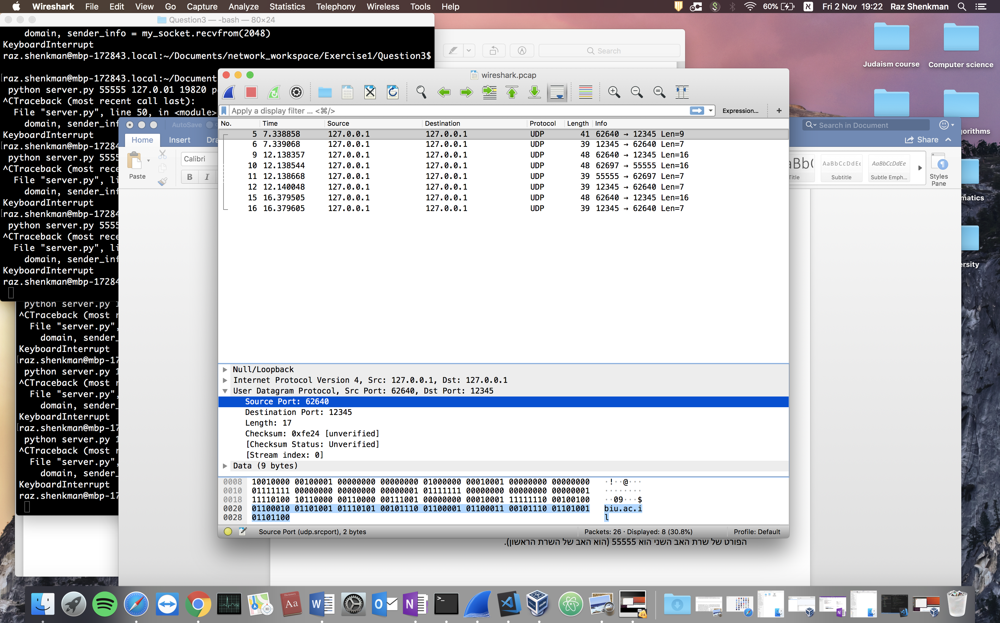 Wireshark File Edit View Go Capture Analyze Statistics Telephony Wireless Tools Help 60% Fri 2 Nov 19:22 Raz Shenkman
Question3 — -bash — 80×24
domain, sender_info = my_socket.recvfrom(2048)
KeyboardInterrupt
raz.shenkman@mbp-172843.local:~/Documents/network_workspace/Exercise1/Question3$
raz.shenkman@mbp-172843.local:~/Document
python server.py 55555 127.0.01 19820 p
^CTraceback (most recent call last):
File "server.py", line 50, in <module>
domain, sender_inf
KeyboardInterrupt
raz.shenkman@mbp-17284
python server.py 5555
^CTraceback (most rece
File "server.py", li
domain, sender_inf
KeyboardInterrupt
raz.shenkman@mbp-17284
python server.py 5555
^CTraceback (most rece
File "server.py", li
domain, sender_inf
KeyboardInterrupt
raz.shenkman@mbp-17284
python server.py 1
^CTraceback (most r
File "server.py",
domain, sender_
KeyboardInterrupt
raz.shenkman@mbp-17
python server.py 1
^CTraceback (most r
File "server.py",
domain, sender_
KeyboardInterrupt
raz.shenkman@mbp-17
python server.py 1
^CTraceback (most r
File "server.py",
domain, sender_
KeyboardInterrupt
raz.shenkman@mbp-17
Search
Judaism course
Computer science
gorithms
matics
ersity
AutoSave
Home Insert Dra
Paste
Calibri
B I
Search in Document
Share
AaBbCcDdEe
AaBbCcDdEe
Title
Subtitle
Subtle Emph...
Styles
Pane
wireshark.pcap
Apply a display filter ... <⌘/>
Expression...
+
No. Time Source Destination Protocol Length Info
5 7.338858 127.0.0.1 127.0.0.1 UDP 41 62640 → 12345 Len=9
6 7.339068 127.0.0.1 127.0.0.1 UDP 39 12345 → 62640 Len=7
9 12.138357 127.0.0.1 127.0.0.1 UDP 48 62640 → 12345 Len=16
10 12.138544 127.0.0.1 127.0.0.1 UDP 48 62697 → 55555 Len=16
11 12.138668 127.0.0.1 127.0.0.1 UDP 39 55555 → 62697 Len=7
12 12.140048 127.0.0.1 127.0.0.1 UDP 39 12345 → 62640 Len=7
15 16.379505 127.0.0.1 127.0.0.1 UDP 48 62640 → 12345 Len=16
16 16.379605 127.0.0.1 127.0.0.1 UDP 39 12345 → 62640 Len=7
Null/Loopback
Internet Protocol Version 4, Src: 127.0.0.1, Dst: 127.0.0.1
User Datagram Protocol, Src Port: 62640, Dst Port: 12345
Source Port: 62640
Destination Port: 12345
Length: 17
Checksum: 0xfe24 [unverified]
[Checksum Status: Unverified]
[Stream index: 0]
Data (9 bytes)
0008 10010000 00100001 00000000 00000000 01000000 00010001 00000000 00000000 ·!··@···
0010 01111111 00000000 00000000 00000001 01111111 00000000 00000000 00000001 ········
0018 11110100 10110000 00110000 00111001 00000000 00010001 11111110 00100100 ··09···$
0020 01100010 01101001 01110101 00101110 01100001 01100011 00101110 01101001 biu.ac.i
0028 01101100 l
Source Port (udp.srcport), 2 bytes
Packets: 26 · Displayed: 8 (30.8%)
Profile: Default
הפורט של שרת האב השני הוא 55555 (הוא האב של השרת הראשון).